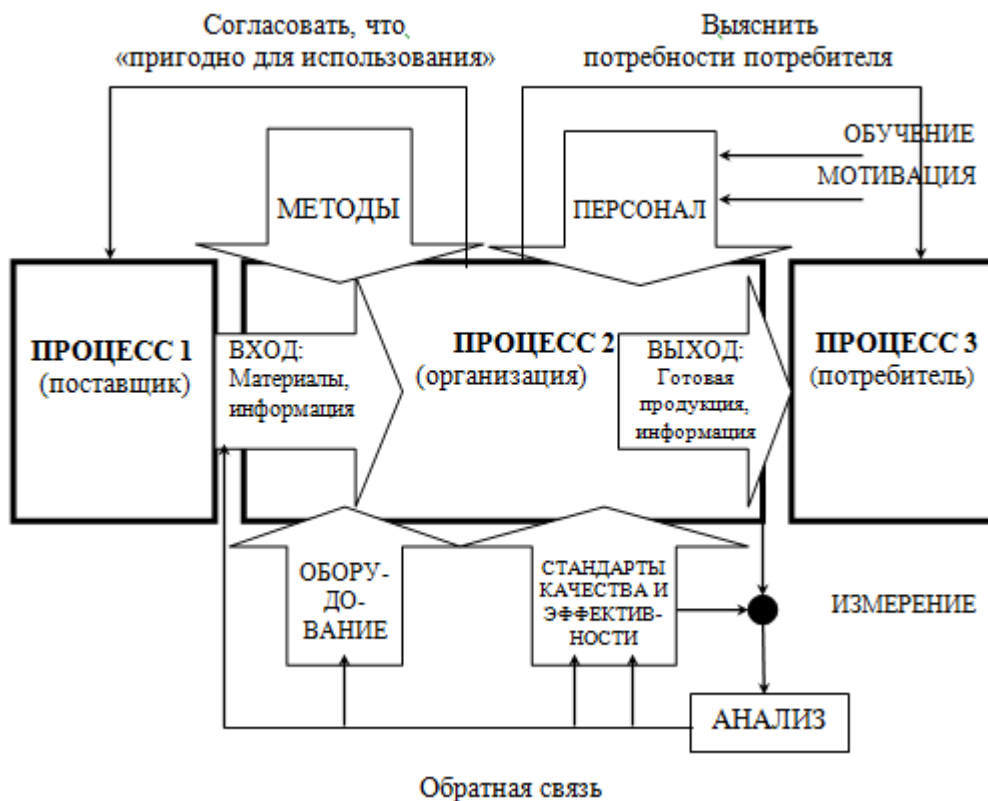 Согласовать, что
«пригодно для использования»
Выяснить
потребности потребителя
ОБУЧЕНИЕ
МОТИВАЦИЯ
МЕТОДЫ
ПЕРСОНАЛ
ПРОЦЕСС 1
(поставщик)
ВХОД:
Материалы,
информация
ПРОЦЕСС 2
(организация)
ВЫХОД:
Готовая
продукция,
информация
ПРОЦЕСС 3
(потребитель)
ОБОРУ-
ДО-
ВАНИЕ
СТАНДАРТЫ
КАЧЕСТВА И
ЭФФЕКТИВ-
НОСТИ
ИЗМЕРЕНИЕ
АНАЛИЗ
Обратная связь